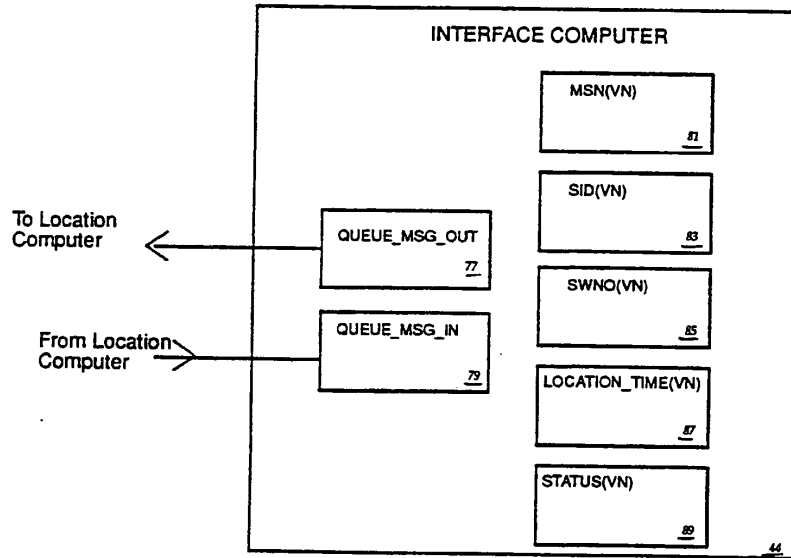 INTERFACE COMPUTER
MSN(VN)
81
SID(VN)
83
To Location
Computer
QUEUE_MSG_OUT
77
SWNO(VN)
85
From Location
Computer
QUEUE_MSG_IN
79
LOCATION_TIME(VN)
87
STATUS(VN)
89
44